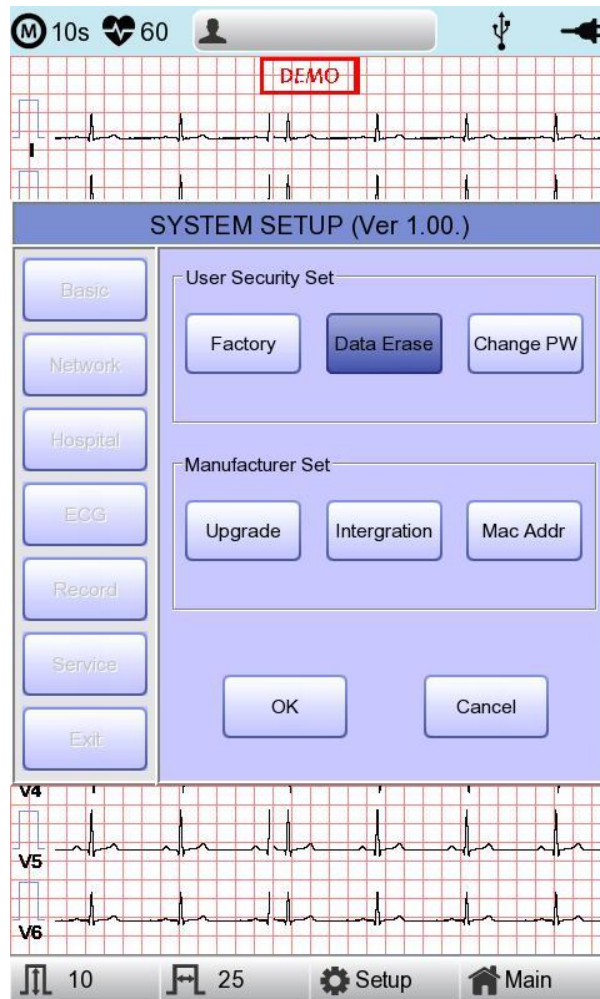 M 10s 60
DEMO
I
SYSTEM SETUP (Ver 1.00.)
Basic
Network
Hospital
ECG
Record
Service
Exit
User Security Set
Factory Data Erase Change PW
Manufacturer Set
Upgrade Intergration Mac Addr
OK Cancel
V4
V5
V6
10 25 Setup Main